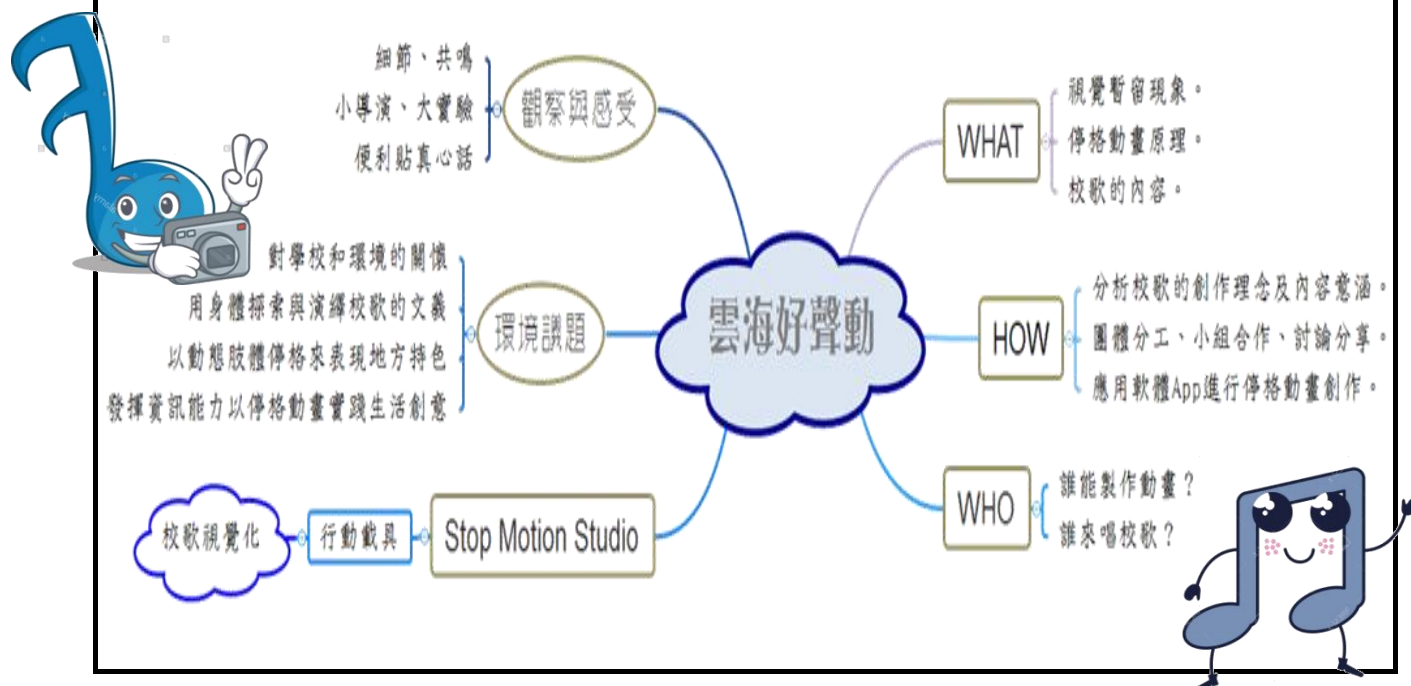 細節、共鳴
小導演、大實驗
便利貼真心話
觀察與感受
對學校和環境的關懷
用身體探索與演繹校歌的文義
以動態肢體停格來表現地方特色
發揮資訊能力以停格動畫實踐生活創意
環境議題
校歌視覺化
行動載具
Stop Motion Studio
雲海好聲動
WHAT
視覺暫留現象。
停格動畫原理。
校歌的內容。
HOW
分析校歌的創作理念及內容意涵。
團體分工、小組合作、討論分享。
應用軟體App進行停格動畫創作。
WHO
誰能製作動畫？
誰來唱校歌？